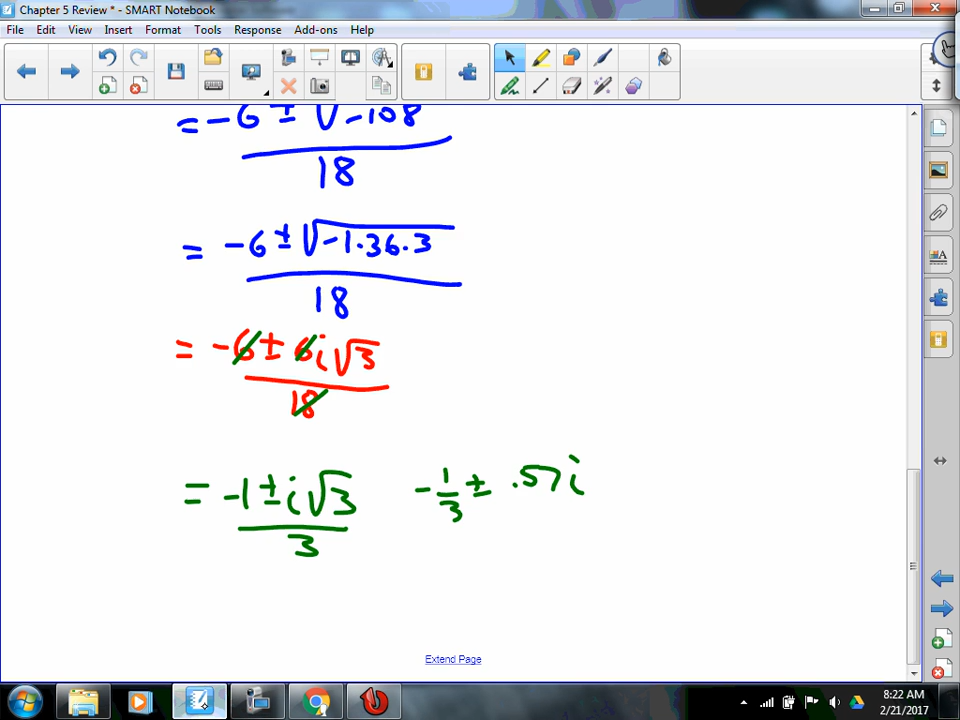 Chapter 5 Review * - SMART Notebook
File Edit View Insert Format Tools Response Add-ons Help
= -6 ± √-108
18
= -6 ± √-1·36·3
18
= -6 ± 6i√3
18
= -1 ± i√3
3
-1/3 ± .57i
Extend Page
8:22 AM
2/21/2017